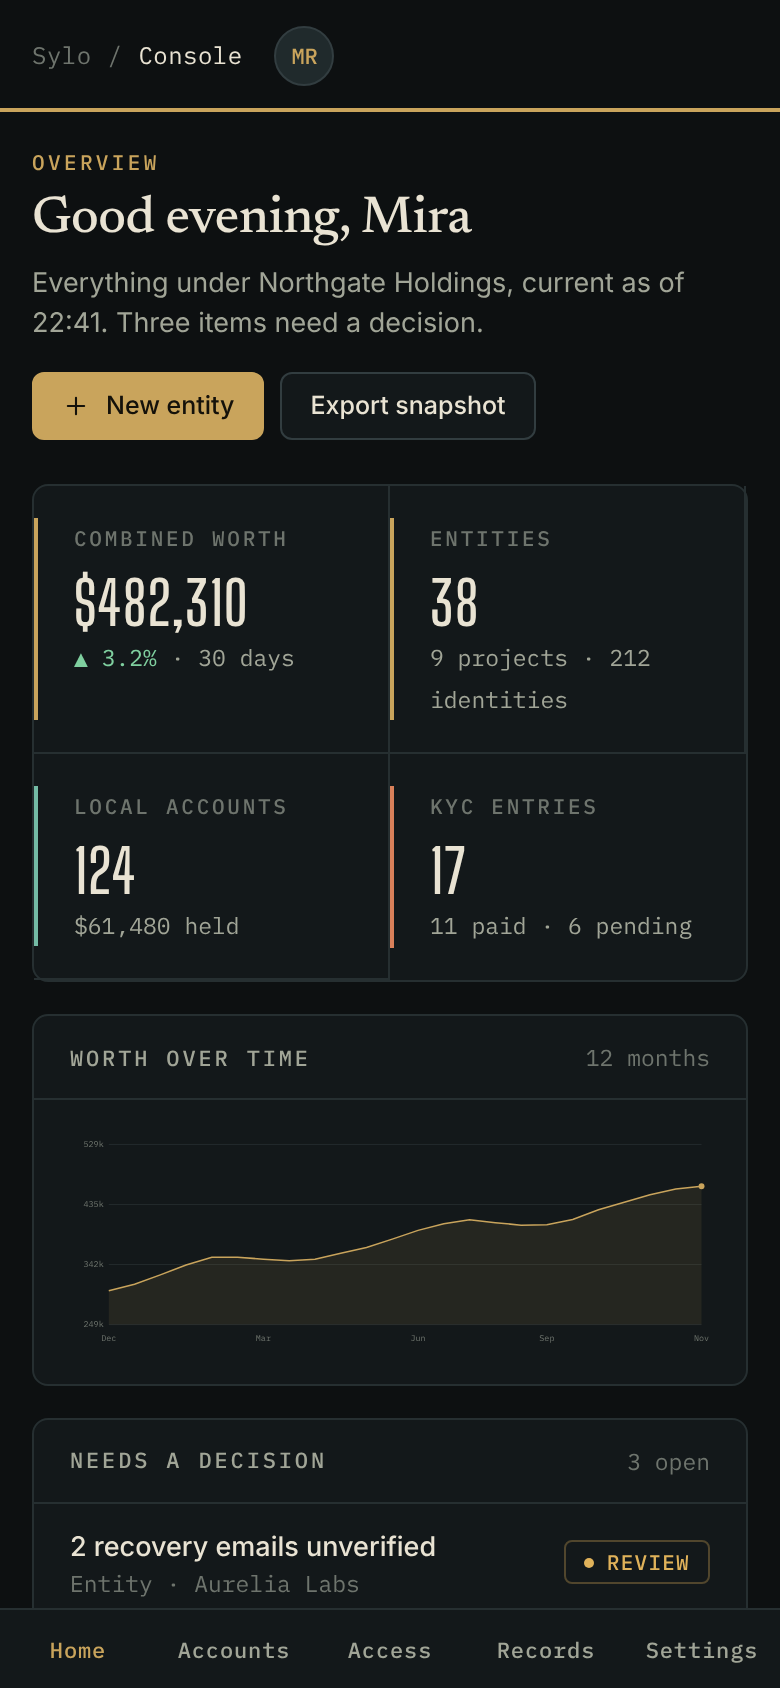 Sylo / Console MR
OVERVIEW
Good evening, Mira
Everything under Northgate Holdings, current as of
22:41. Three items need a decision.
+ New entity
Export snapshot
COMBINED WORTH
$482,310
▲ 3.2% · 30 days
ENTITIES
38
9 projects · 212
identities
LOCAL ACCOUNTS
124
$61,480 held
KYC ENTRIES
17
11 paid · 6 pending
WORTH OVER TIME
12 months
529k
435k
342k
249k
Dec Mar Jun Sep Nov
NEEDS A DECISION
3 open
2 recovery emails unverified
Entity · Aurelia Labs
REVIEW
Home Accounts Access Records Settings